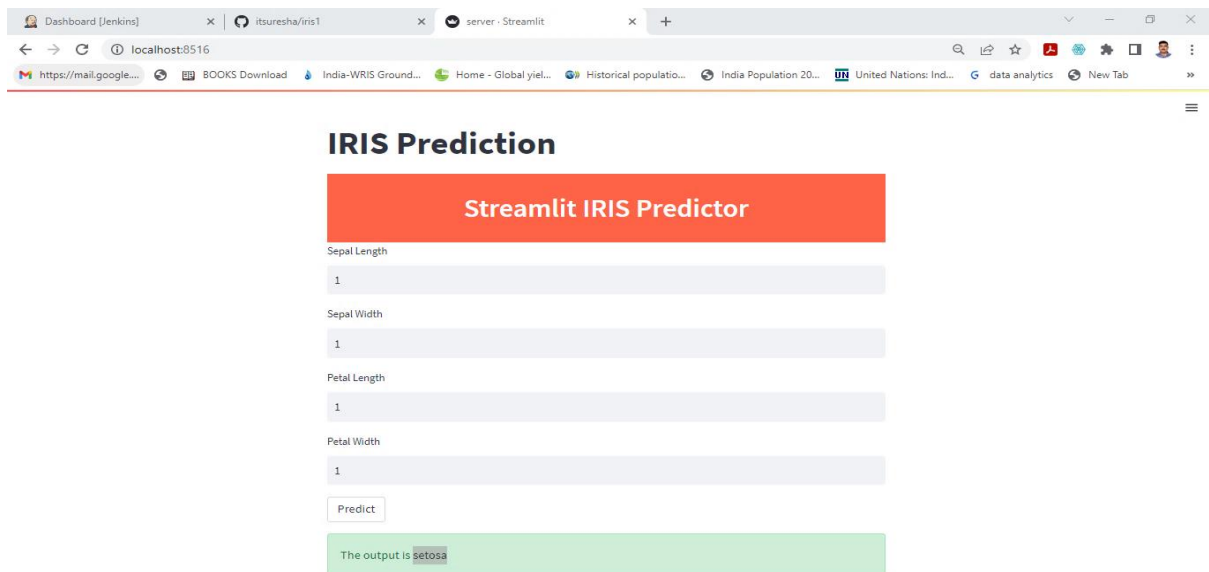 Dashboard [Jenkins]
itsuresha/iris1
server · Streamlit
localhost:8516
https://mail.google....
BOOKS Download
India-WRIS Ground...
Home - Global yiel...
Historical populatio...
India Population 20...
UN United Nations: Ind...
G data analytics
New Tab
IRIS Prediction
Streamlit IRIS Predictor
Sepal Length
1
Sepal Width
1
Petal Length
1
Petal Width
1
Predict
The output is setosa